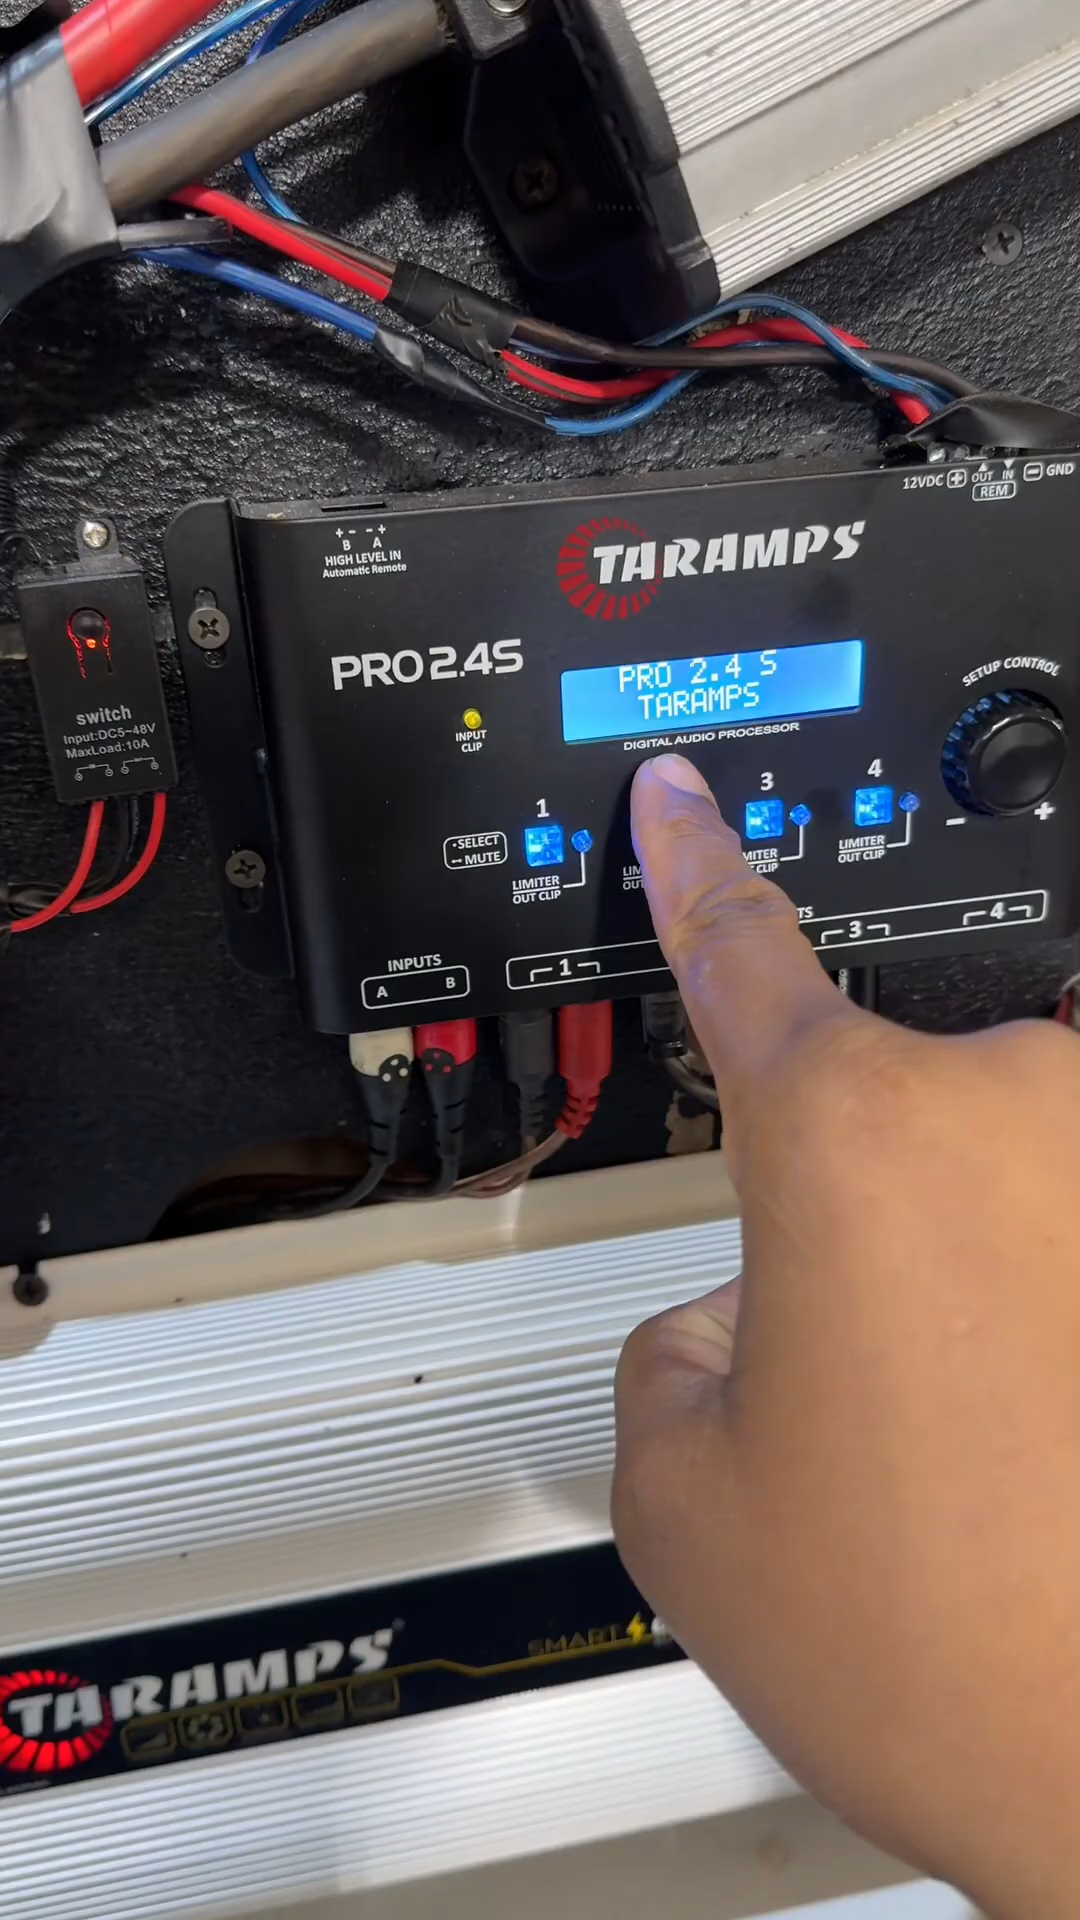 12VDC + OUT IN - GND
REM
+ - - +
B A
HIGH LEVEL IN
Automatic Remote
TARAMPS
PRO 2.4S
PRO 2.4 S
TARAMPS
DIGITAL AUDIO PROCESSOR
SETUP CONTROL
- +
INPUT
CLIP
switch
Input:DC5~48V
MaxLoad:10A
1
3
4
SELECT
MUTE
LIMITER
OUT CLIP
LIMITER
OUT CLIP
INPUTS
A B
1
3
4
TARAMPS
SMART